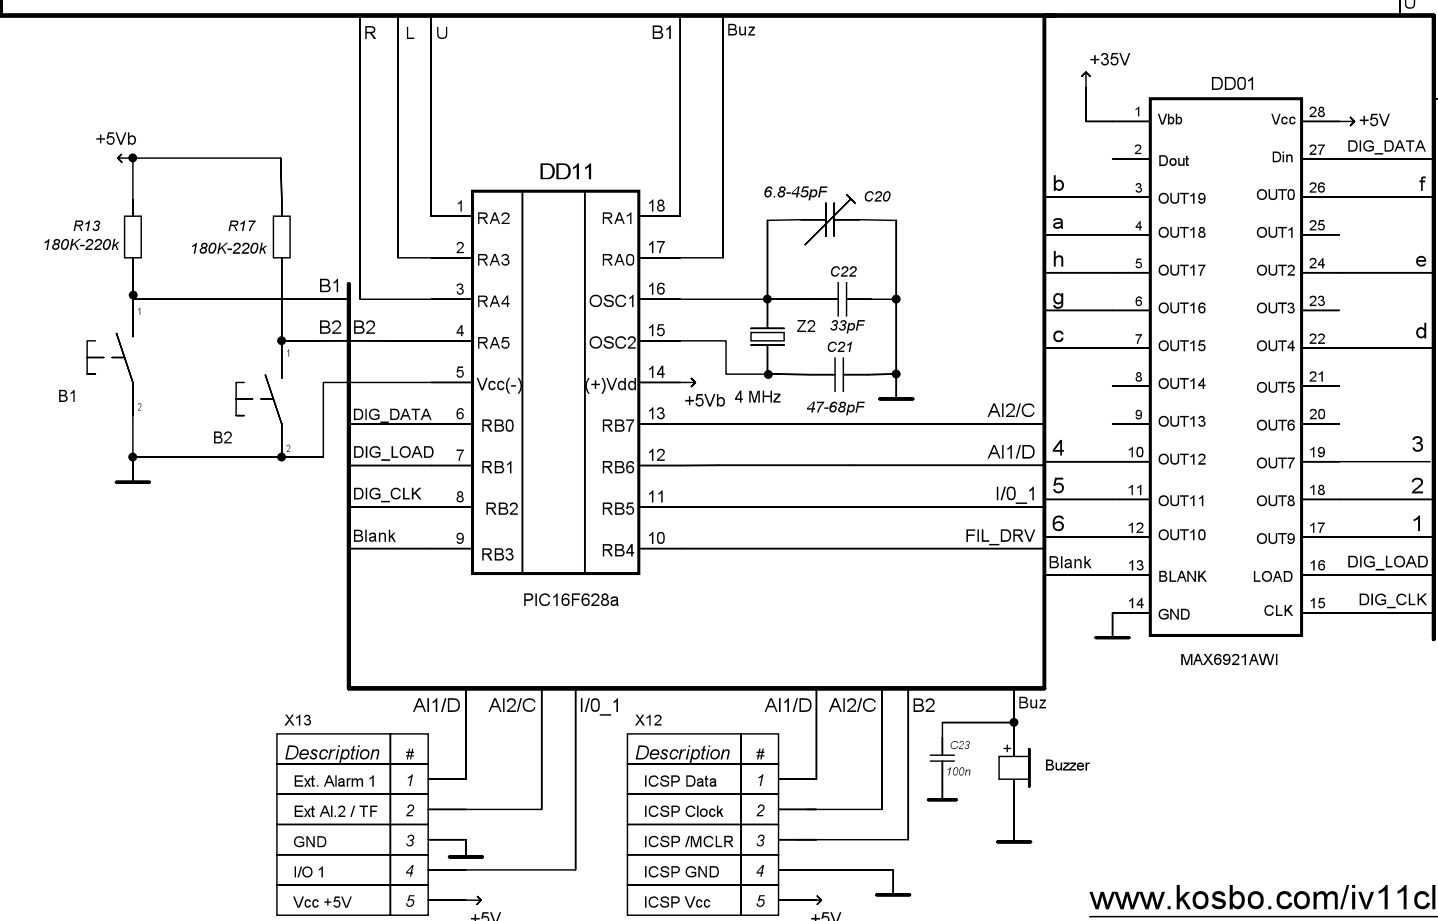 U
R L U B1 Buz
+35V
DD01
+5Vb
DD11
1 Vbb Vcc 28 +5V
2 Dout Din 27 DIG_DATA
b 3 OUT19 OUT0 26 f
a 4 OUT18 OUT1 25
h 5 OUT17 OUT2 24 e
g 6 OUT16 OUT3 23
c 7 OUT15 OUT4 22 d
8 OUT14 OUT5 21
9 OUT13 OUT6 20
4 10 OUT12 OUT7 19 3
5 11 OUT11 OUT8 18 2
6 12 OUT10 OUT9 17 1
Blank 13 BLANK LOAD 16 DIG_LOAD
14 GND CLK 15 DIG_CLK
MAX6921AWI
R13
180K-220k
R17
180K-220k
B1
B2 B2
1
1
B1
2
B2
2
1 RA2 RA1 18
2 RA3 RA0 17
3 RA4 OSC1 16
4 RA5 OSC2 15
5 Vcc(-) (+)Vdd 14 +5Vb
DIG_DATA 6 RB0 RB7 13 AI2/C
DIG_LOAD 7 RB1 RB6 12 AI1/D
DIG_CLK 8 RB2 RB5 11 I/0_1
Blank 9 RB3 RB4 10 FIL_DRV
PIC16F628a
6.8-45pF C20
C22
33pF
Z2
C21
4 MHz
47-68pF
AI1/D AI2/C I/0_1
X13
Description #
Ext. Alarm 1 1
Ext Al.2 / TF 2
GND 3
I/O 1 4
Vcc +5V 5
+5V
AI1/D AI2/C B2 Buz
X12
Description #
ICSP Data 1
ICSP Clock 2
ICSP /MCLR 3
ICSP GND 4
ICSP Vcc 5
+5V
C23
100n
+
Buzzer
www.kosbo.com/iv11cl